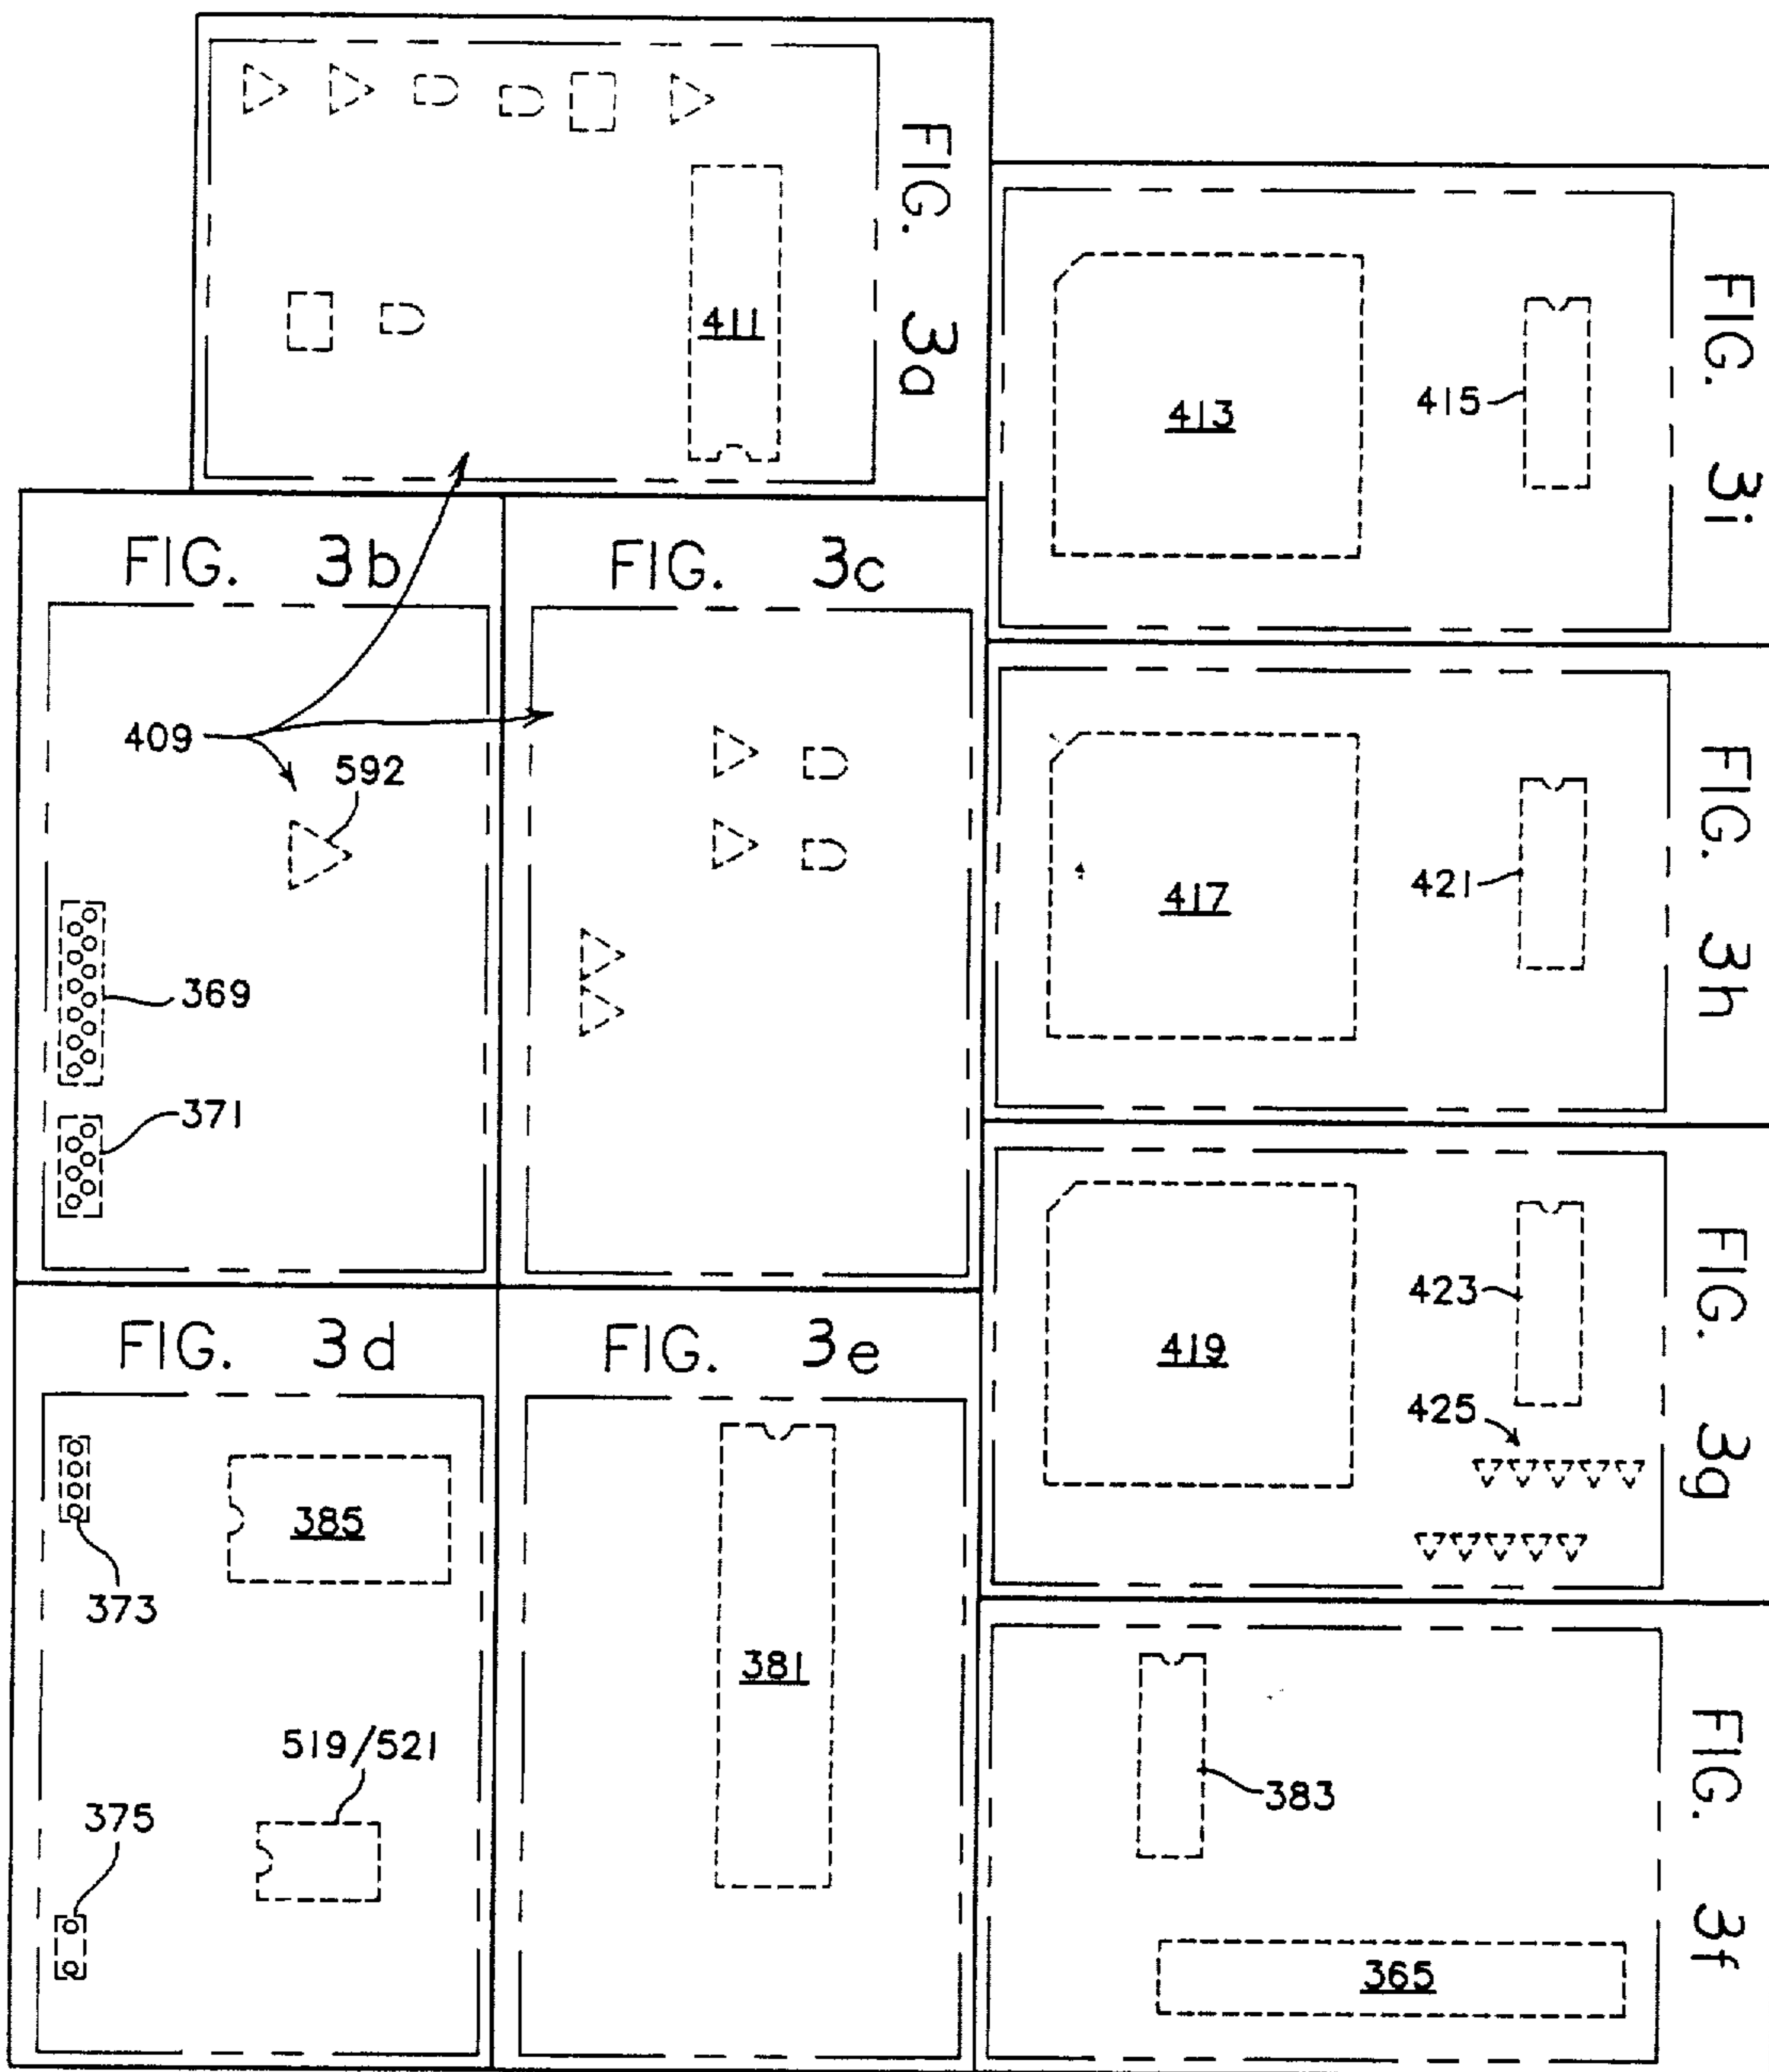 FIG. 3a
411
FIG. 3i
413
415
FIG. 3b
409
592
369
371
FIG. 3c
FIG. 3h
417
421
FIG. 3g
419
423
425
FIG. 3d
385
373
519/521
375
FIG. 3e
381
FIG. 3f
383
365